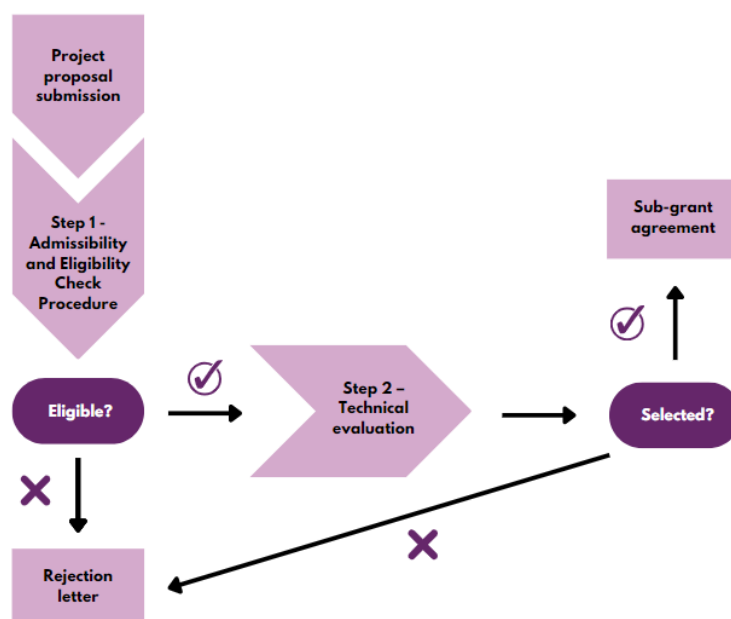 Project
proposal
submission
Step 1 -
Admissibility
and Eligibility
Check
Procedure
Eligible?
Step 2 –
Technical
evaluation
Selected?
Sub-grant
agreement
Rejection
letter